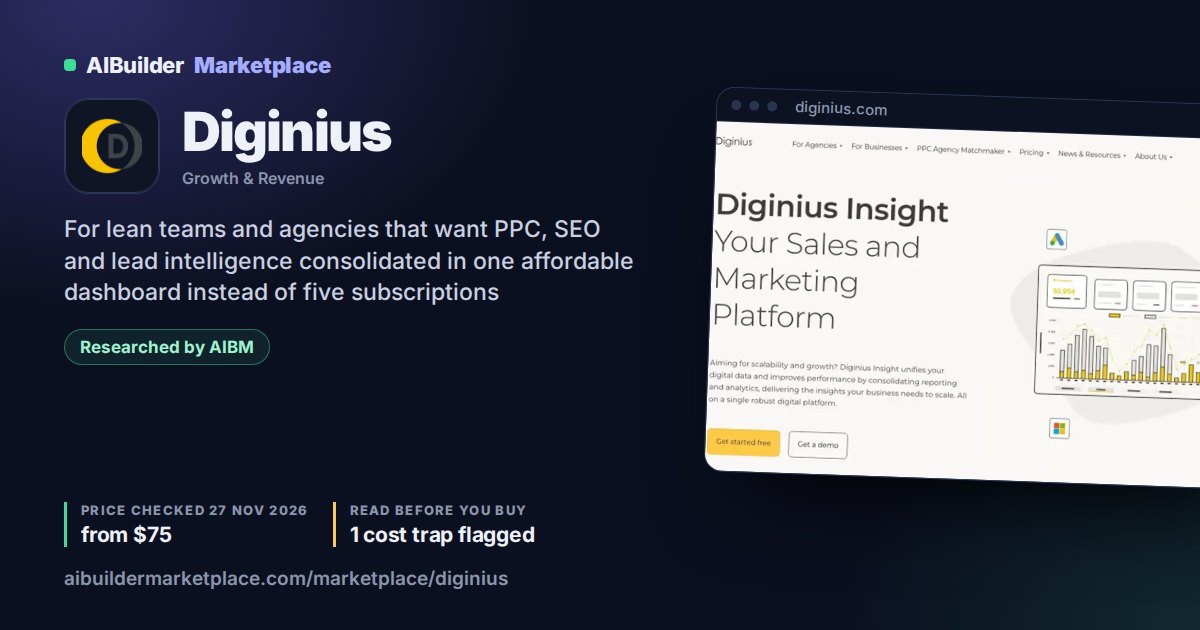 AIBuilder Marketplace
Diginius
Growth & Revenue
For lean teams and agencies that want PPC, SEO
and lead intelligence consolidated in one affordable
dashboard instead of five subscriptions
Researched by AIBM
PRICE CHECKED 27 NOV 2026
from $75
READ BEFORE YOU BUY
1 cost trap flagged
aibuildermarketplace.com/marketplace/diginius
diginius.com
Diginius
For Agencies
For Businesses
PPC Agency Matchmaker
Pricing
News & Resources
About Us
Diginius Insight
Your Sales and
Marketing
Platform
Aiming for scalability and growth? Diginius Insight unifies your
digital data and improves performance by consolidating reporting
and analytics, delivering the insights your business needs to scale. All
on a single robust digital platform.
Get started free
Get a demo